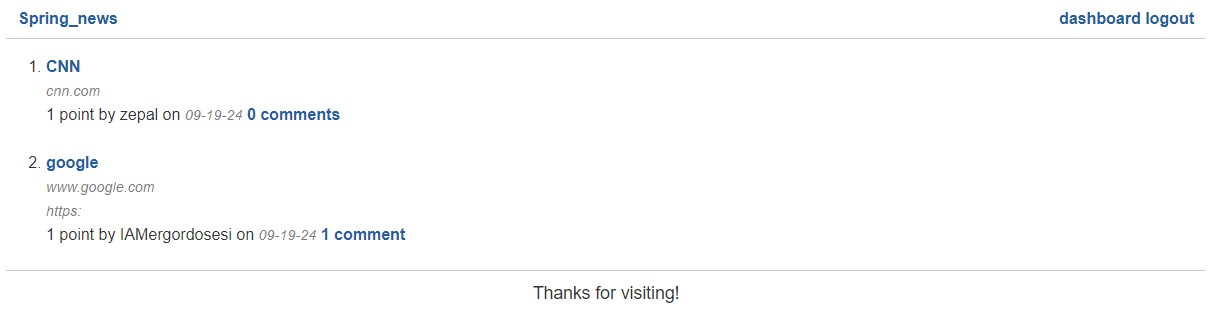 Spring_news dashboard logout
1. CNN
cnn.com
1 point by zepal on 09-19-24 0 comments
2. google
www.google.com
https:
1 point by IAMergordosesi on 09-19-24 1 comment
Thanks for visiting!